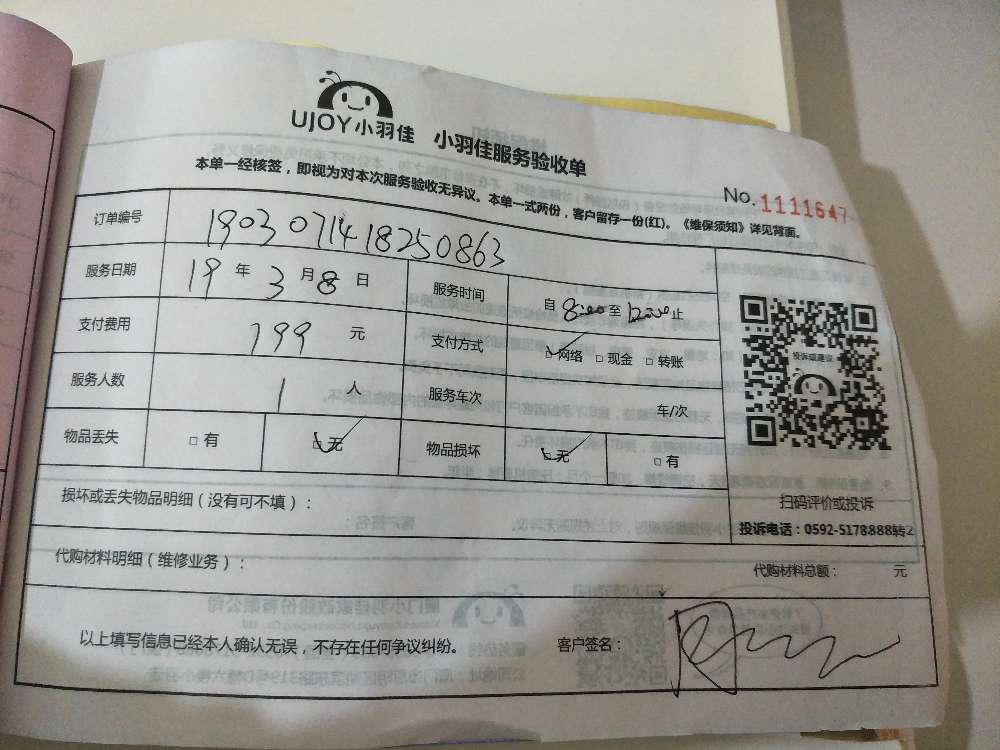 UJOY小羽佳 小羽佳服务验收单
本单一经核签，即视为对本次服务验收无异议。本单一式两份，客户留存一份(红)。《维保须知》详见背面。
No.1111647
订单编号 1903071418250863
服务日期 19 年 3 月 8 日 服务时间 自 8:00 至 12:00 止
支付费用 199 元 支付方式 ☑网络 □现金 □转账
服务人数 1 人 服务车次 车/次
物品丢失 □有 ☑无 物品损坏 ☑无 □有
投诉或建议
扫码评价或投诉
投诉电话：0592-5178888转2
损坏或丢失物品明细（没有可不填）：
代购材料明细（维修业务）： 代购材料总额： 元
以上填写信息已经本人确认无误，不存在任何争议纠纷。 客户签名：